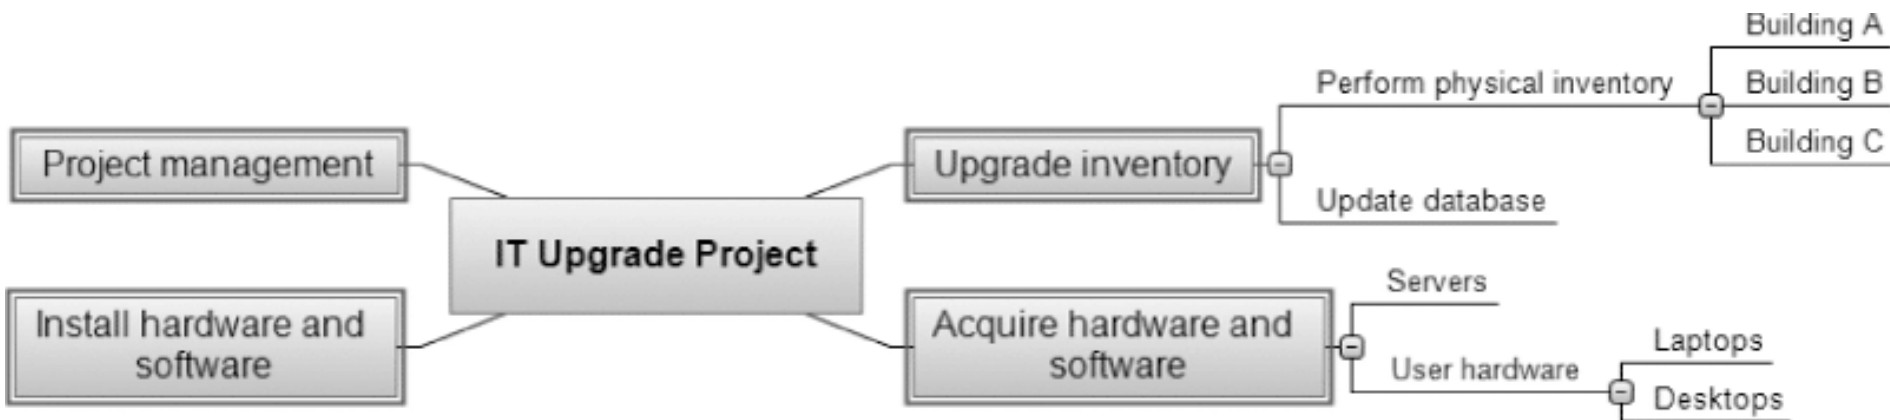 Building A
Perform physical inventory
Building B
Building C
Project management
Upgrade inventory
Update database
IT Upgrade Project
Servers
Install hardware and
software
Acquire hardware and
software
Laptops
User hardware
Desktops